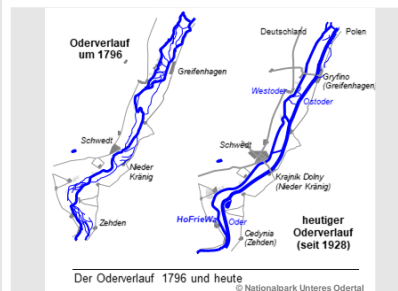 Oderverlauf
um 1796
Greifenhagen
Schwedt
Nieder
Kränig
Zehden
Deutschland
Polen
Westoder
Ostoder
Gryfino
(Greifenhagen)
Schwedt
Krajnik Dolny
(Nieder Kränig)
HoFrieWa
Oder
Cedynia
(Zehden)
heutiger
Oderverlauf
(seit 1928)
Der Oderverlauf 1796 und heute
© Nationalpark Unteres Odertal